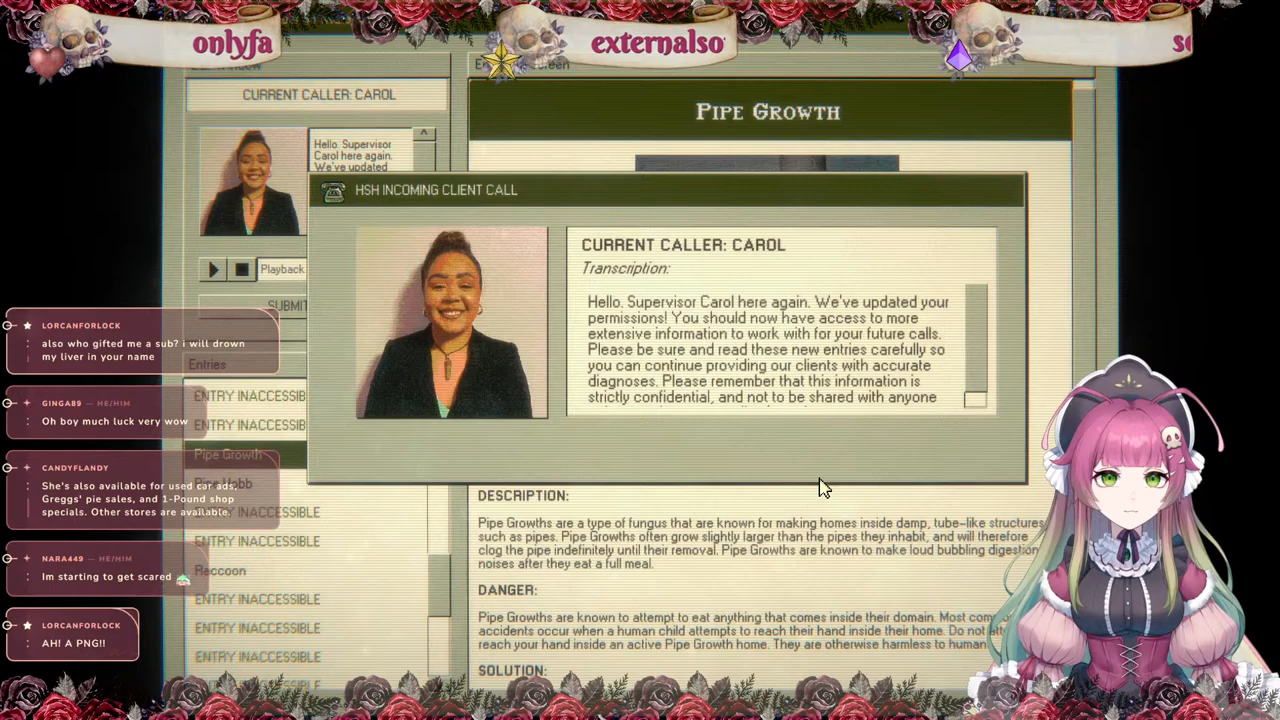 onlyfa
externalso
CURRENT CALLER: CAROL
Hello. Supervisor
Carol here again.
We've updated
Playback
SUBMIT
Entries
ENTRY INACCESSIB
ENTRY INACCESSIB
Pipe Growth
INACCESSIBLE
ENTRY INACCESSIBLE
Raccoon
ENTRY INACCESSIBLE
ENTRY INACCESSIBLE
ENTRY INACCESSIBLE
PIPE GROWTH
HSH INCOMING CLIENT CALL
CURRENT CALLER: CAROL
Transcription:
Hello. Supervisor Carol here again. We've updated your
permissions! You should now have access to more
extensive information to work with for your future calls.
Please be sure and read these new entries carefully so
you can continue providing our clients with accurate
diagnoses. Please remember that this information is
strictly confidential, and not to be shared with anyone
DESCRIPTION:
Pipe Growths are a type of fungus that are known for making homes inside damp, tube-like structures
such as pipes. Pipe Growths often grow slightly larger than the pipes they inhabit, and will therefore
clog the pipe indefinitely until their removal. Pipe Growths are known to make loud bubbling digestion
noises after they eat a full meal.
DANGER:
Pipe Growths are known to attempt to eat anything that comes inside their domain. Most com
accidents occur when a human child attempts to reach their hand inside their home. Do not att
reach your hand inside an active Pipe Growth home. They are otherwise harmless to human
SOLUTION:
LORCANFORLOCK
also who gifted me a sub? i will drown
my liver in your name
GINGA89 — HE/HIM
Oh boy much luck very wow
CANDYFLANDY
She's also available for used car ads,
Greggs' pie sales, and 1-Pound shop
specials. Other stores are available.
NARA449 — HE/HIM
Im starting to get scared
LORCANFORLOCK
AH! A PNG!!